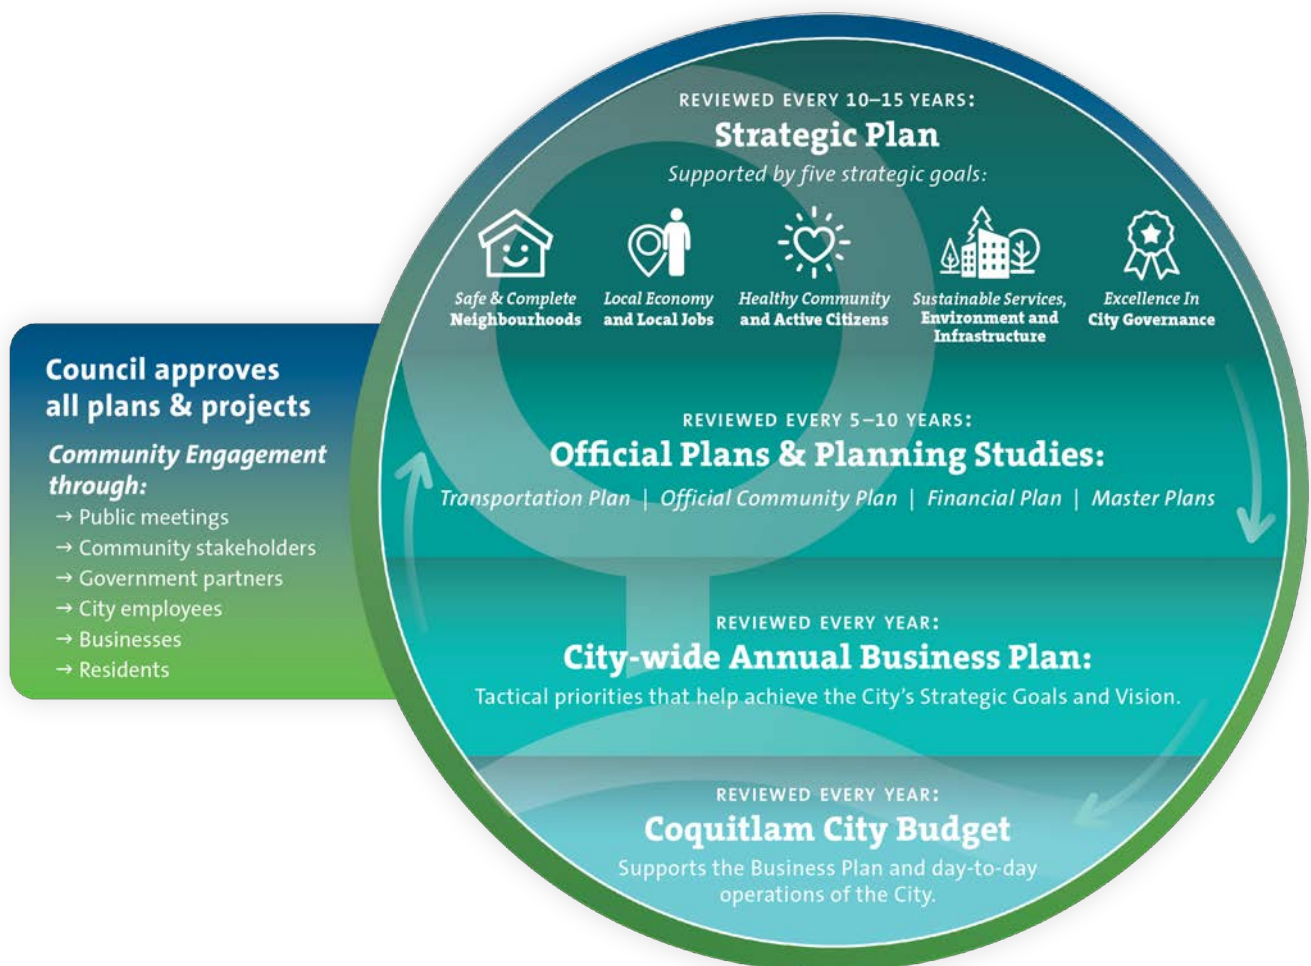 REVIEWED EVERY 10–15 YEARS:
Strategic Plan
Supported by five strategic goals:
Safe & Complete
Neighbourhoods
Local Economy
and Local Jobs
Healthy Community
and Active Citizens
Sustainable Services,
Environment and
Infrastructure
Excellence In
City Governance
Council approves
all plans & projects
Community Engagement
through:
→ Public meetings
→ Community stakeholders
→ Government partners
→ City employees
→ Businesses
→ Residents
REVIEWED EVERY 5–10 YEARS:
Official Plans & Planning Studies:
Transportation Plan | Official Community Plan | Financial Plan | Master Plans
REVIEWED EVERY YEAR:
City-wide Annual Business Plan:
Tactical priorities that help achieve the City's Strategic Goals and Vision.
REVIEWED EVERY YEAR:
Coquitlam City Budget
Supports the Business Plan and day-to-day
operations of the City.